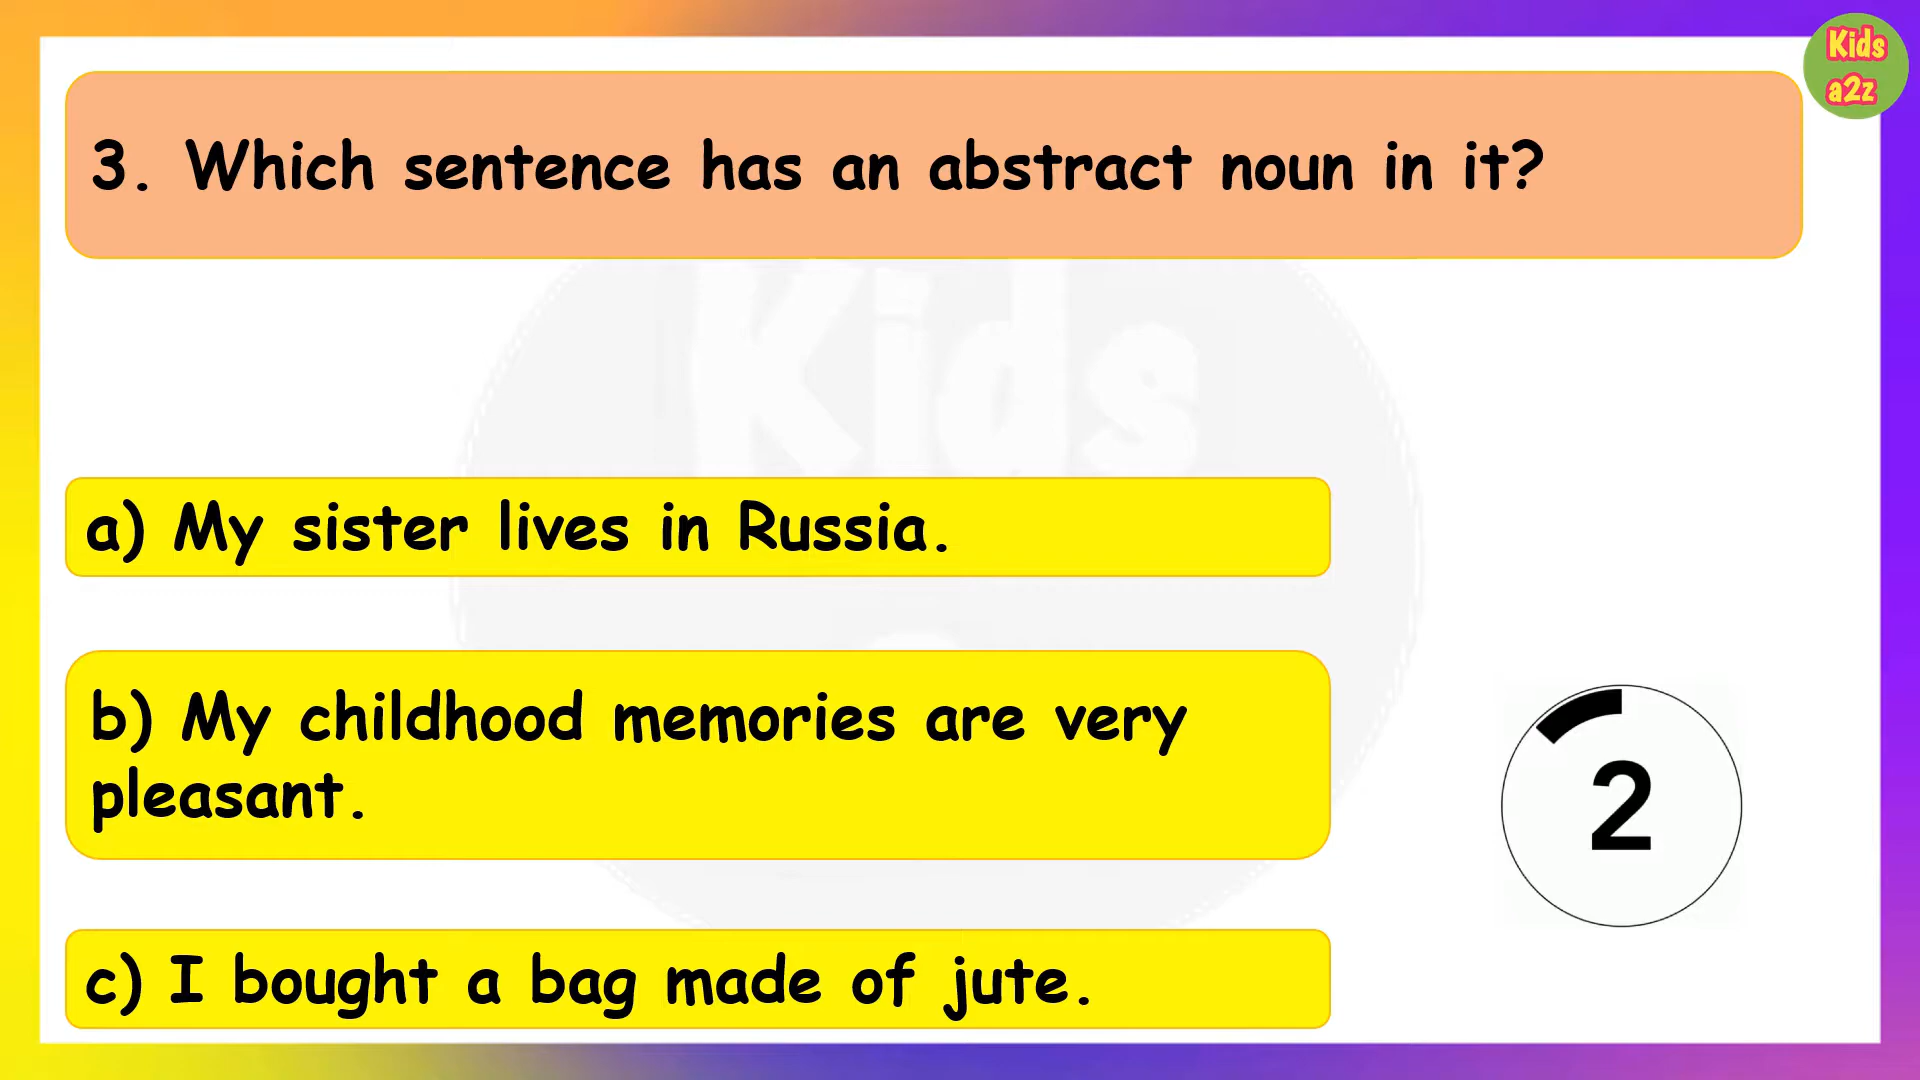 Kids
a2z
3. Which sentence has an abstract noun in it?
Kids
a) My sister lives in Russia.
b) My childhood memories are very
pleasant.
2
c) I bought a bag made of jute.